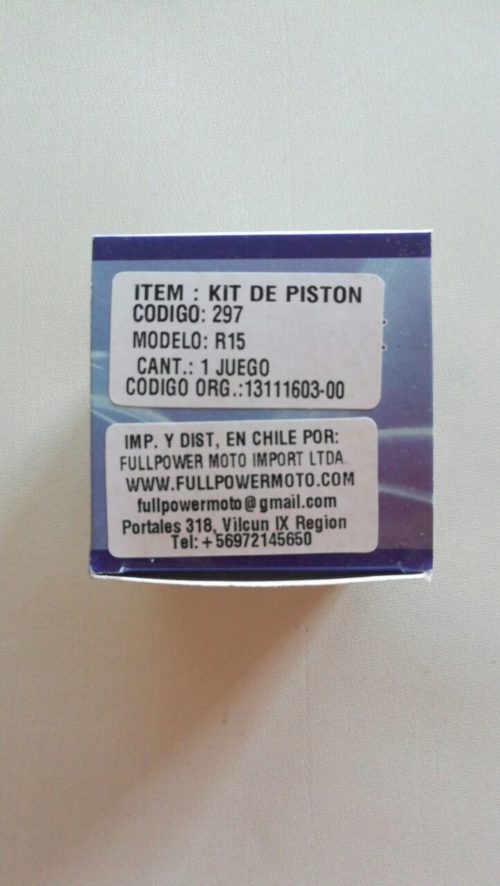 ITEM : KIT DE PISTON
CODIGO: 297
MODELO: R15
CANT.: 1 JUEGO
CODIGO ORG.:13111603-00
IMP. Y DIST, EN CHILE POR:
FULLPOWER MOTO IMPORT LTDA.
WWW.FULLPOWERMOTO.COM
fullpowermoto@gmail.com
Portales 318, Vilcun IX Region
Tel:+56972145650